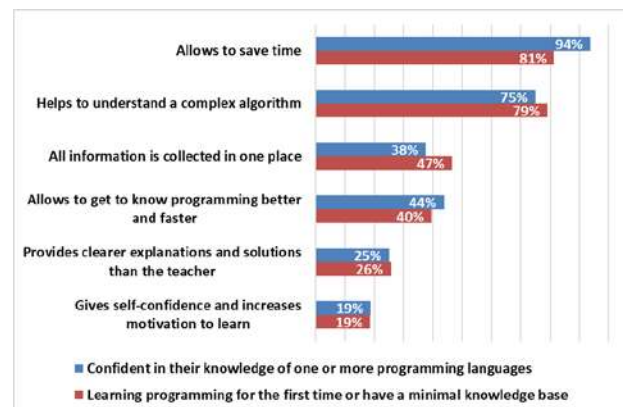 Allows to save time
94%
81%
Helps to understand a complex algorithm
75%
79%
All information is collected in one place
38%
47%
Allows to get to know programming better
and faster
44%
40%
Provides clearer explanations and solutions
than the teacher
25%
26%
Gives self-confidence and increases
motivation to learn
19%
19%
Confident in their knowledge of one or more programming languages
Learning programming for the first time or have a minimal knowledge base